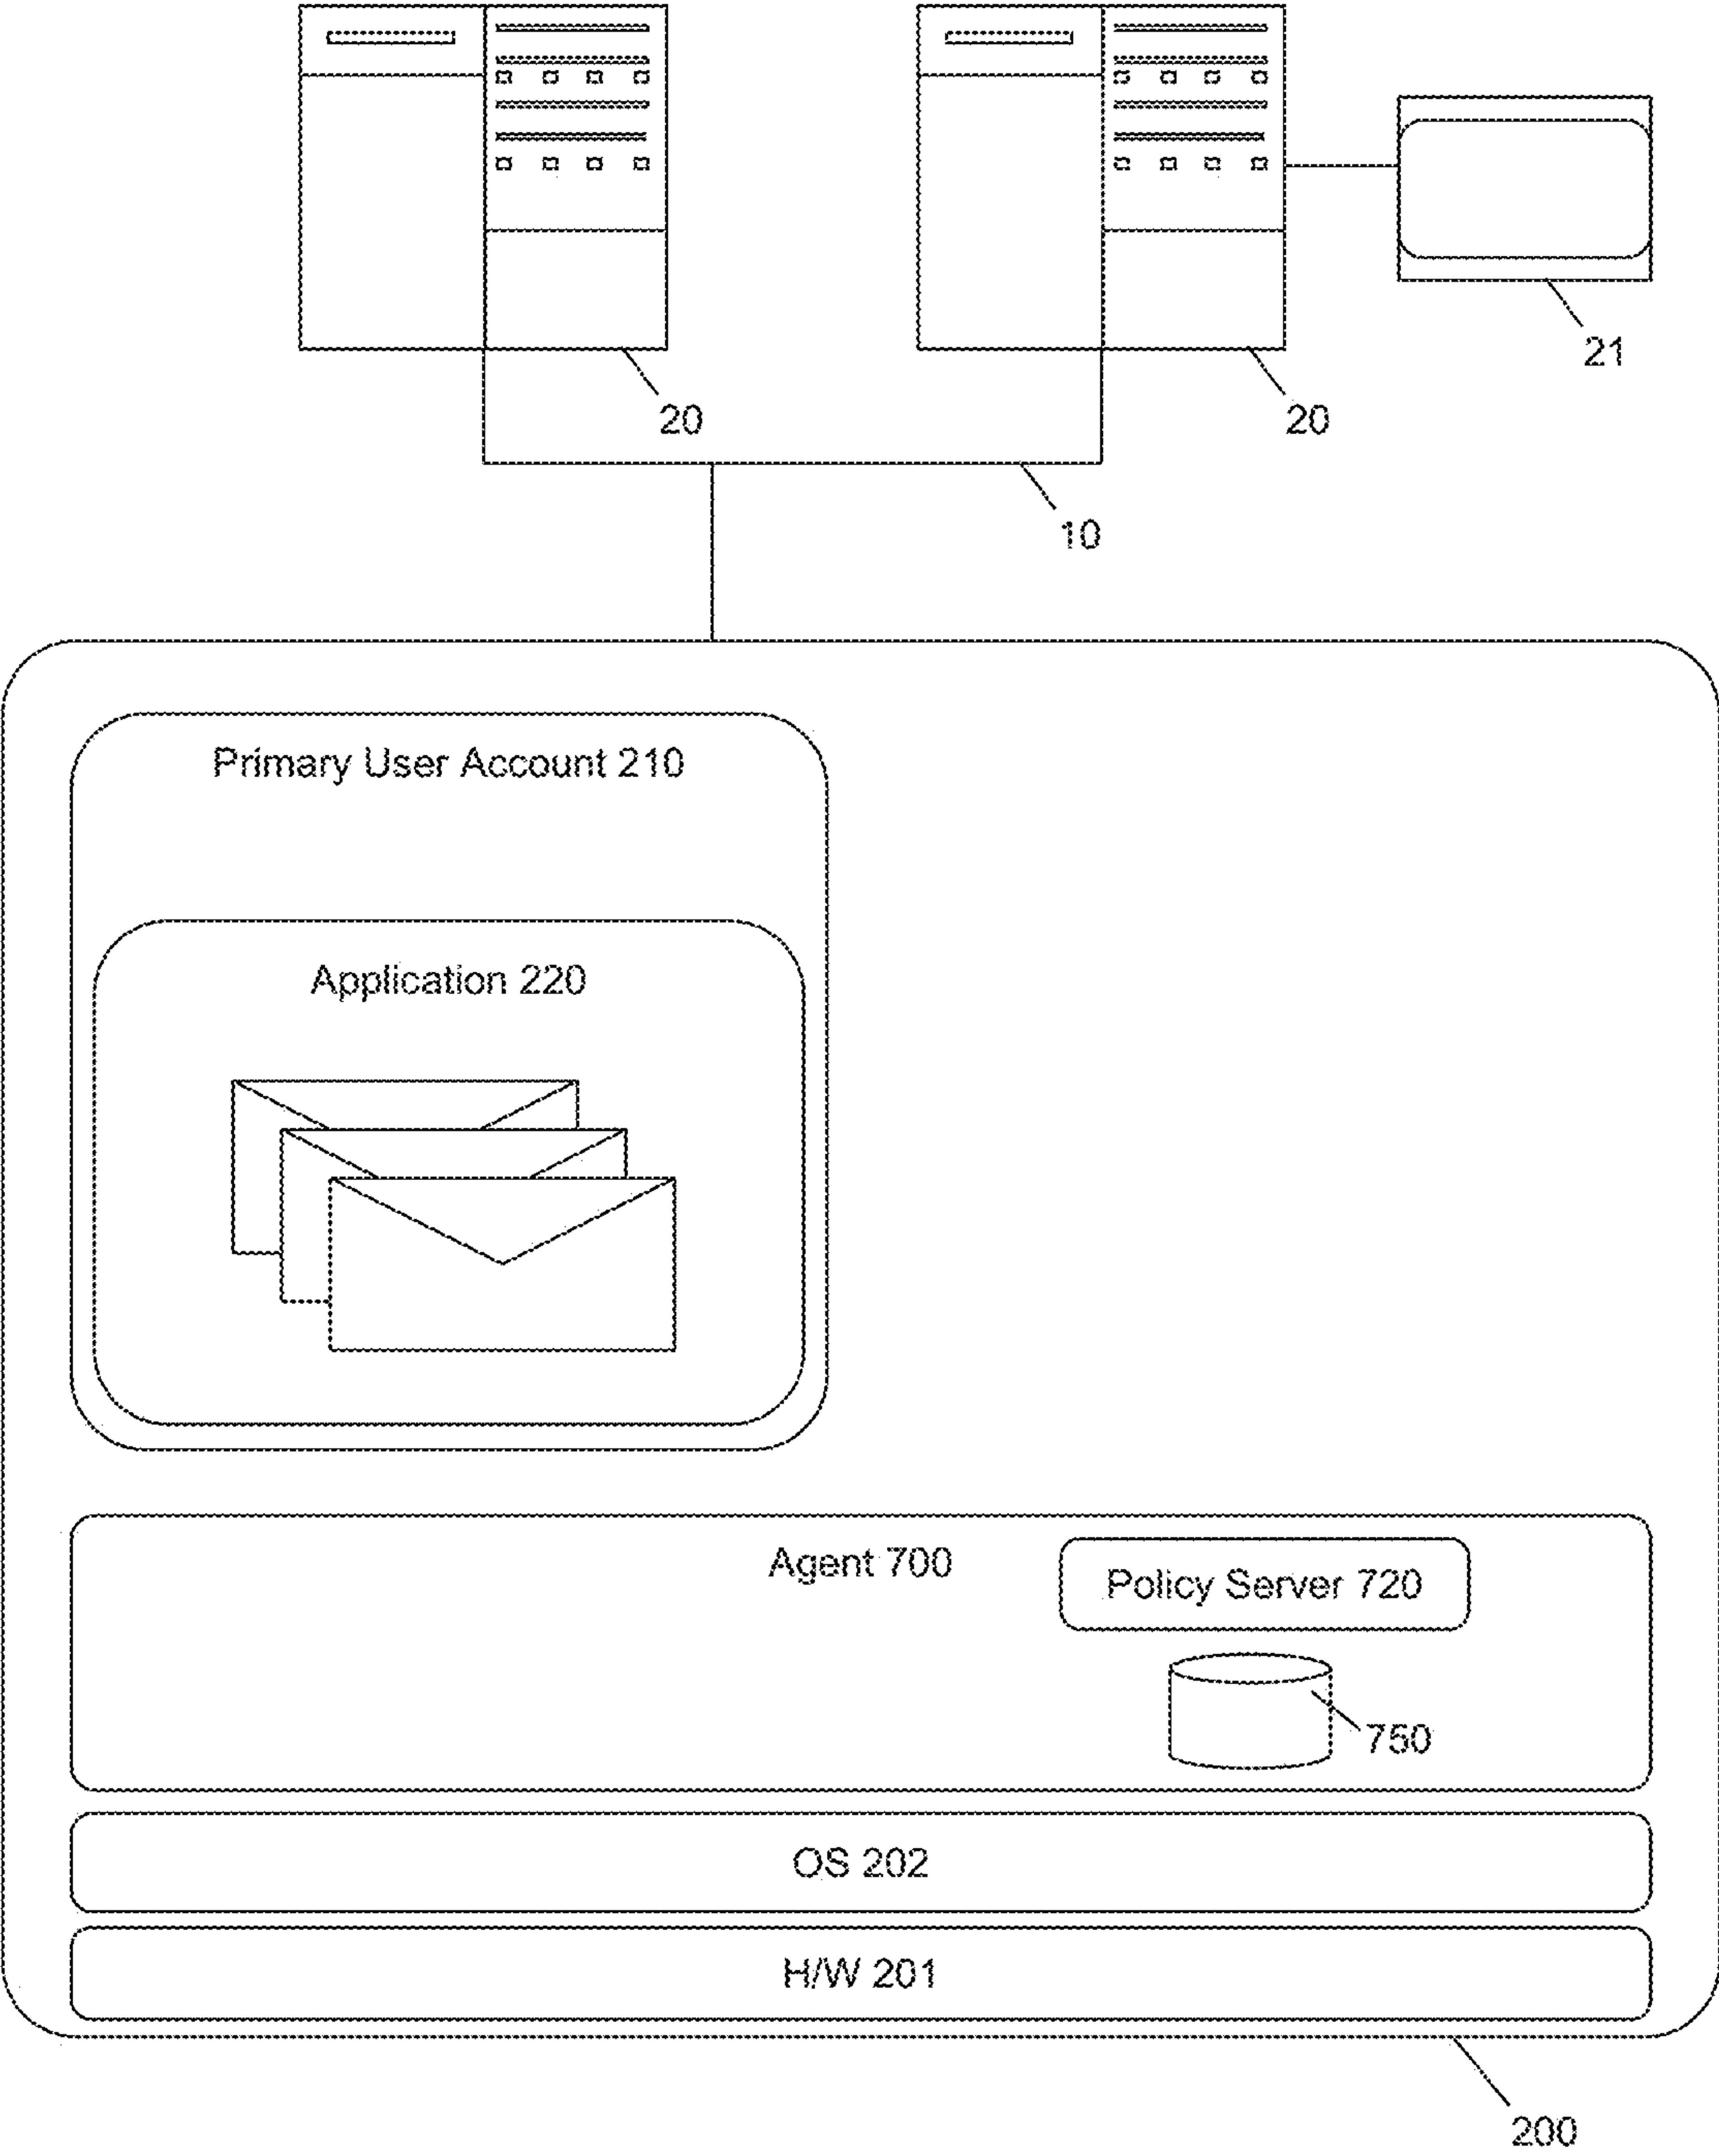 21
20
20
10
Primary User Account 210
Application 220
Agent 700
Policy Server 720
750
OS 202
H/W 201
200